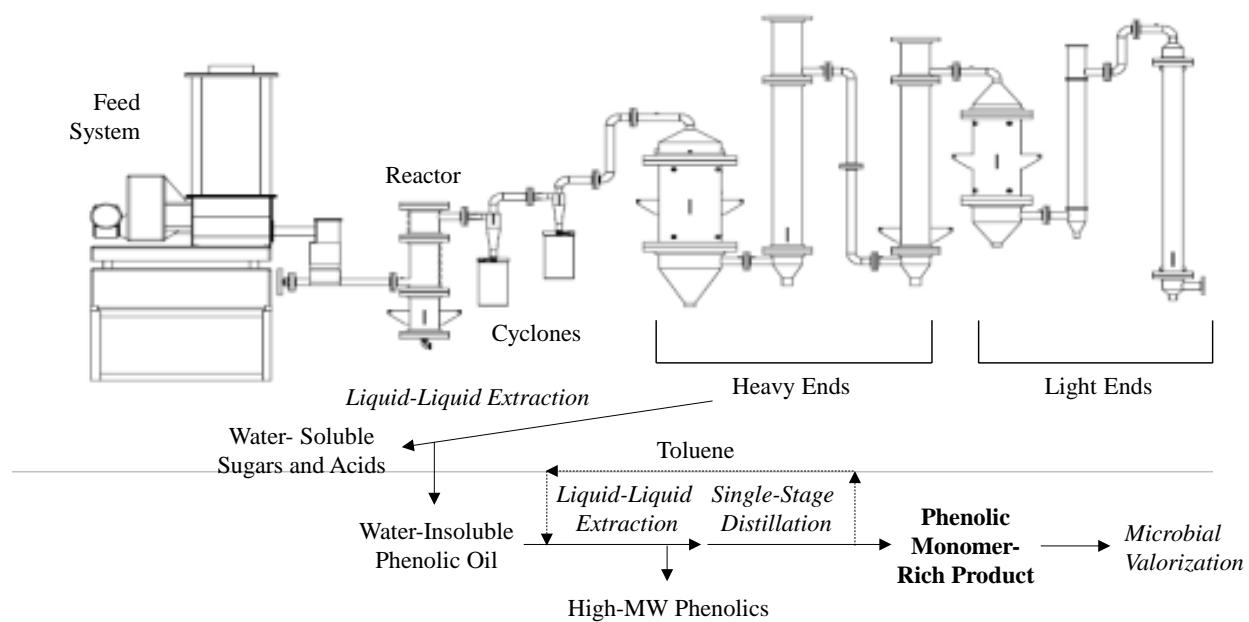 Feed
System
Reactor
Cyclones
Heavy Ends
Light Ends
Liquid-Liquid Extraction
Water- Soluble
Sugars and Acids
Toluene
Liquid-Liquid
Extraction
Single-Stage
Distillation
Water-Insoluble
Phenolic Oil
Phenolic
Monomer-
Rich Product
Microbial
Valorization
High-MW Phenolics